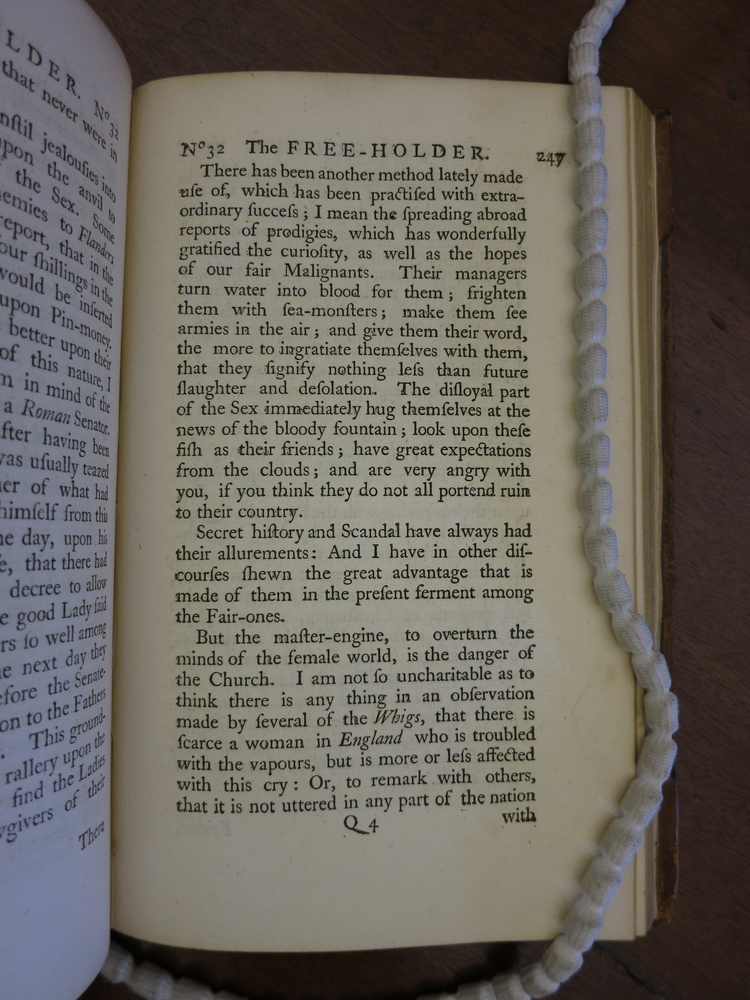 LDER. Nº 32
that never were in
nſtil jealouſies into
upon the anvil to
the Sex. Some
nemies to Flanders
report, that in the
our ſhillings in the
would be inſerted
upon Pin-money.
better upon their
of this nature, I
m in mind of the
a Roman Senator.
fter having been
was uſually teazed
ner of what had
himſelf from this
ne day, upon his
e, that there had
decree to allow
e good Lady ſaid
rs ſo well among
ne next day they
efore the Senate-
on to the Fathers
. This ground-
rallery upon the
find the Ladies
wgivers of their
There
Nº 32 The FREE-HOLDER. 247
There has been another method lately made
uſe of, which has been practiſed with extra-
ordinary ſucceſs; I mean the ſpreading abroad
reports of prodigies, which has wonderfully
gratified the curioſity, as well as the hopes
of our fair Malignants. Their managers
turn water into blood for them; frighten
them with ſea-monſters; make them ſee
armies in the air; and give them their word,
the more to ingratiate themſelves with them,
that they ſignify nothing leſs than future
ſlaughter and deſolation. The diſloyal part
of the Sex immediately hug themſelves at the
news of the bloody fountain; look upon theſe
fiſh as their friends; have great expectations
from the clouds; and are very angry with
you, if you think they do not all portend ruin
to their country.
Secret hiſtory and Scandal have always had
their allurements: And I have in other diſ-
courſes ſhewn the great advantage that is
made of them in the preſent ferment among
the Fair-ones.
But the maſter-engine, to overturn the
minds of the female world, is the danger of
the Church. I am not ſo uncharitable as to
think there is any thing in an obſervation
made by ſeveral of the Whigs, that there is
ſcarce a woman in England who is troubled
with the vapours, but is more or leſs affected
with this cry: Or, to remark with others,
that it is not uttered in any part of the nation
Q 4 with